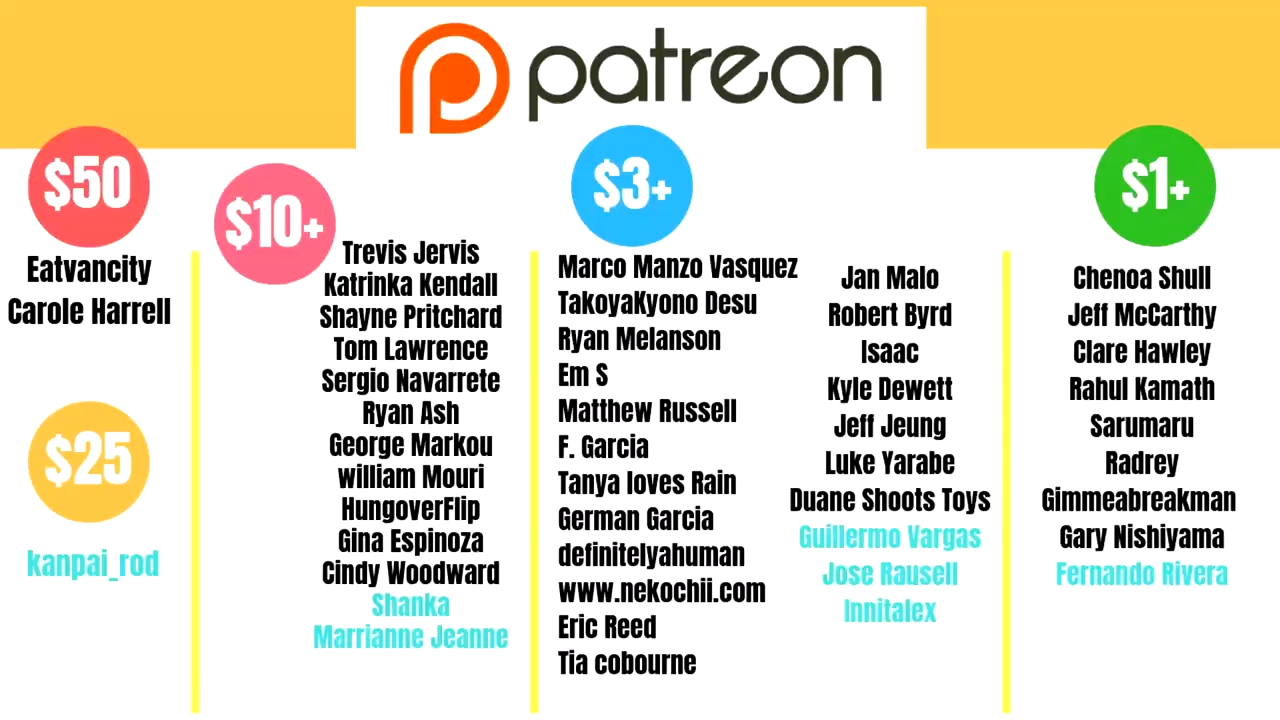 patreon
$50
Eatvancity
Carole Harrell
$25
kanpai_rod
$10+
Trevis Jervis
Katrinka Kendall
Shayne Pritchard
Tom Lawrence
Sergio Navarrete
Ryan Ash
George Markou
william Mouri
HungoverFlip
Gina Espinoza
Cindy Woodward
Shanka
Marrianne Jeanne
$3+
Marco Manzo Vasquez
TakoyaKyono Desu
Ryan Melanson
Em S
Matthew Russell
F. Garcia
Tanya loves Rain
German Garcia
definitelyahuman
www.nekochii.com
Eric Reed
Tia cobourne
Jan Malo
Robert Byrd
Isaac
Kyle Dewett
Jeff Jeung
Luke Yarabe
Duane Shoots Toys
Guillermo Vargas
Jose Rausell
Innitalex
$1+
Chenoa Shull
Jeff McCarthy
Clare Hawley
Rahul Kamath
Sarumaru
Radrey
Gimmeabreakman
Gary Nishiyama
Fernando Rivera